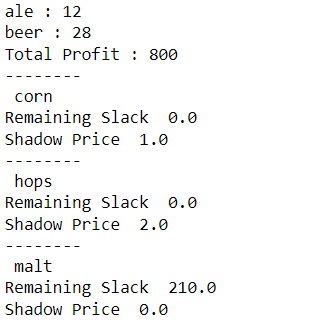 ale : 12
beer : 28
Total Profit : 800
--------
 corn
Remaining Slack  0.0
Shadow Price  1.0
--------
 hops
Remaining Slack  0.0
Shadow Price  2.0
--------
 malt
Remaining Slack  210.0
Shadow Price  0.0